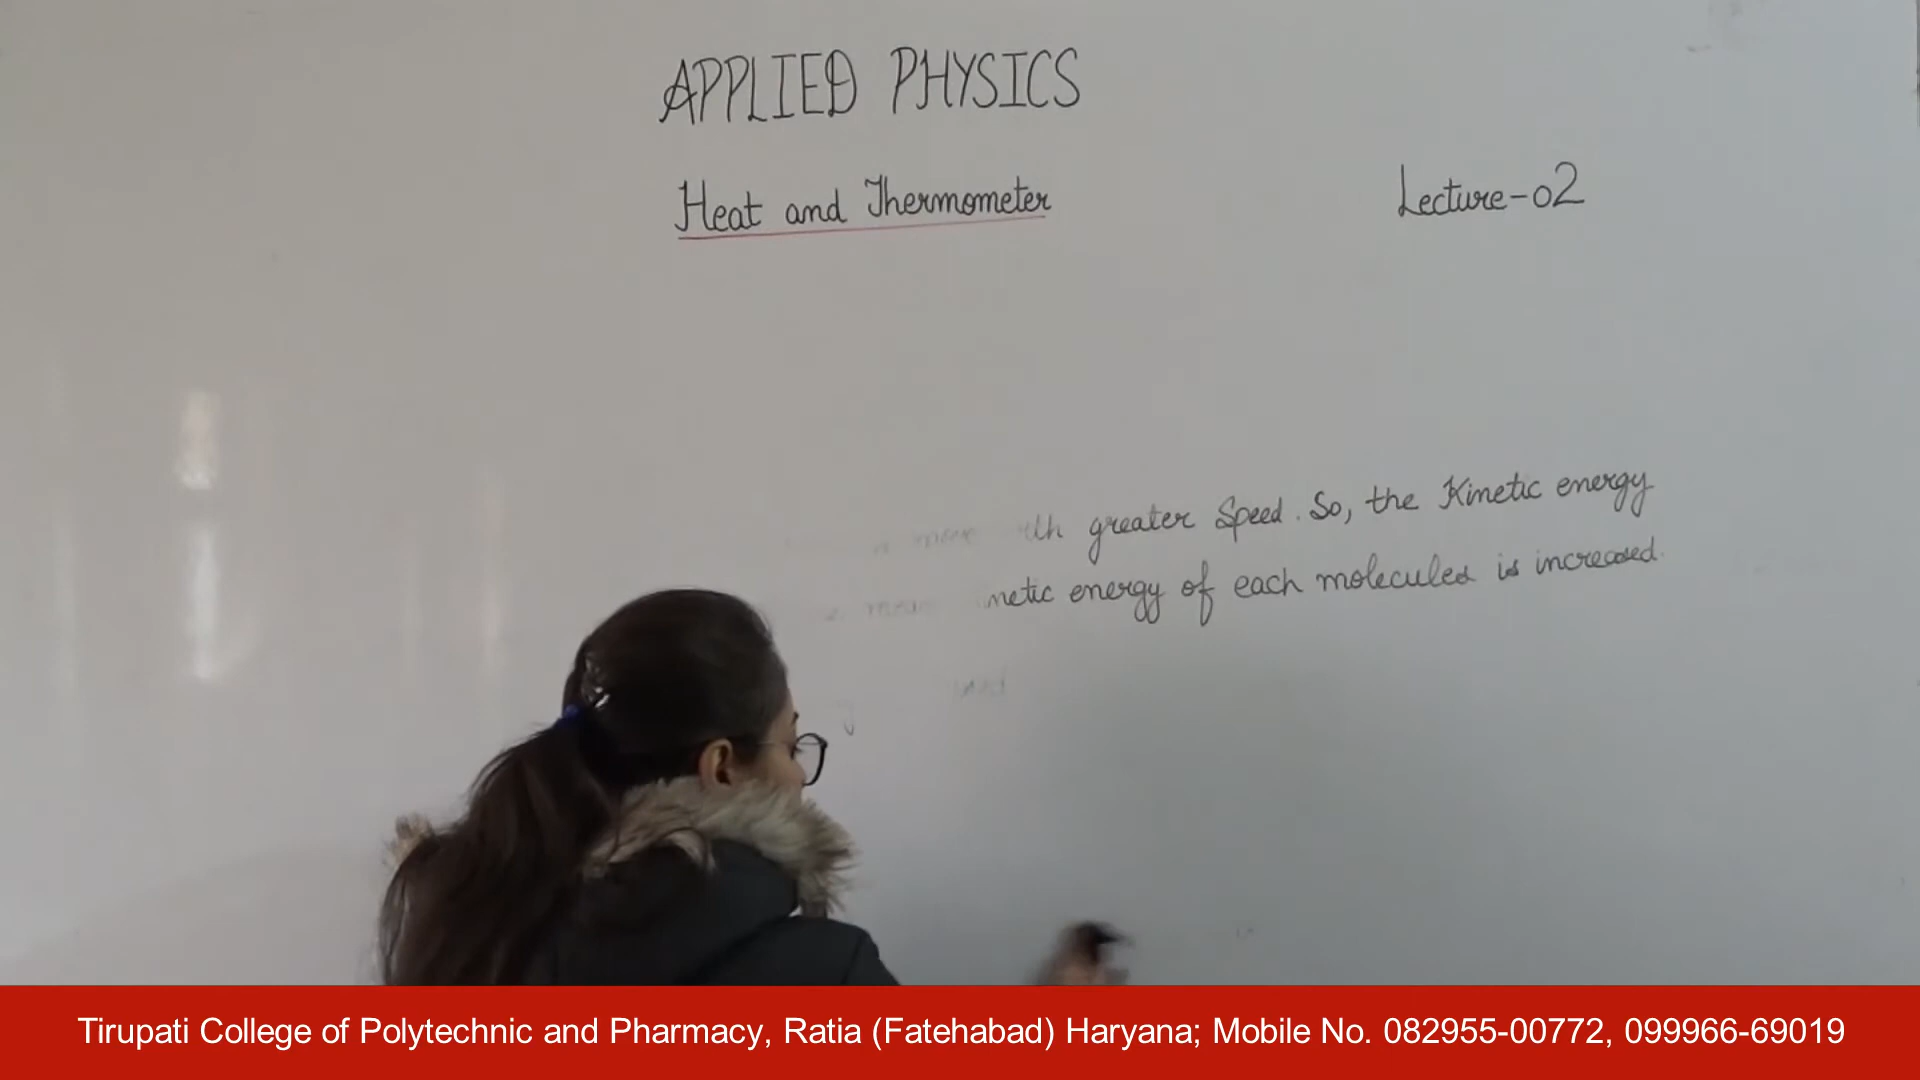 APPLIED PHYSICS
Heat and Thermometer
Lecture-02
greater Speed. So, the Kinetic energy
netic energy of each molecules is increased.
Tirupati College of Polytechnic and Pharmacy, Ratia (Fatehabad) Haryana; Mobile No. 082955-00772, 099966-69019